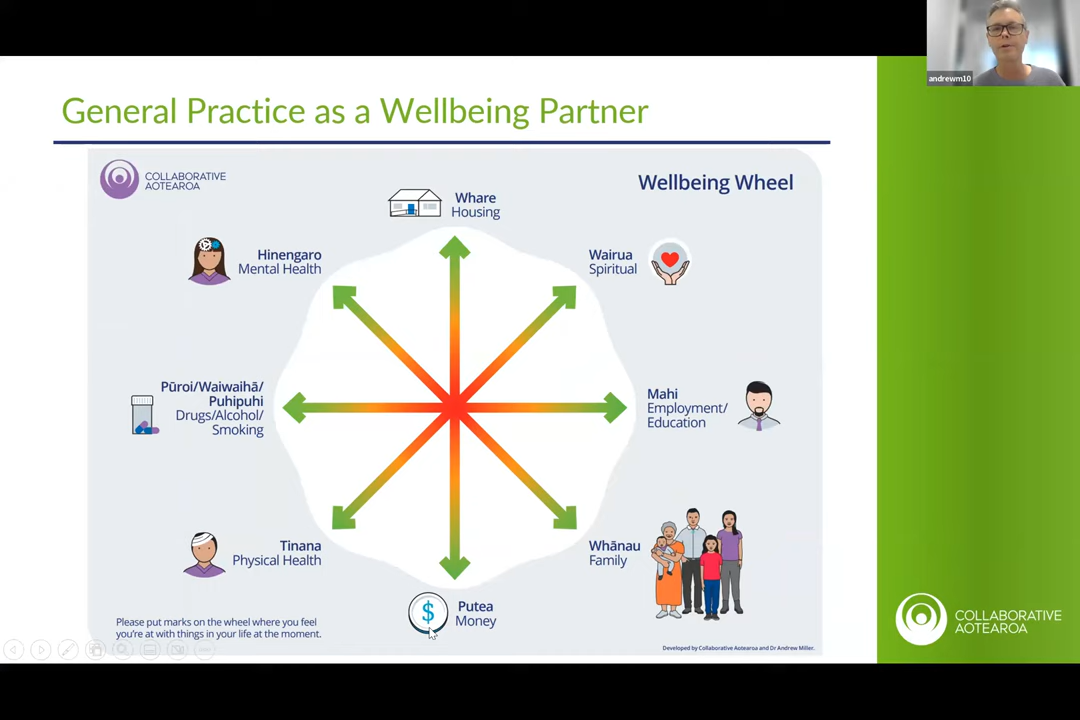 andrewm10
General Practice as a Wellbeing Partner
COLLABORATIVE
AOTEAROA
Wellbeing Wheel
Whare
Housing
Hinengaro
Mental Health
Wairua
Spiritual
Pūroi/Waiwaihā/
Puhipuhi
Drugs/Alcohol/
Smoking
Mahi
Employment/
Education
Tinana
Physical Health
Whānau
Family
$
Putea
Money
Please put marks on the wheel where you feel
you're at with things in your life at the moment.
Developed by Collaborative Aotearoa and Dr Andrew Miller.
COLLABORATIVE
AOTEAROA